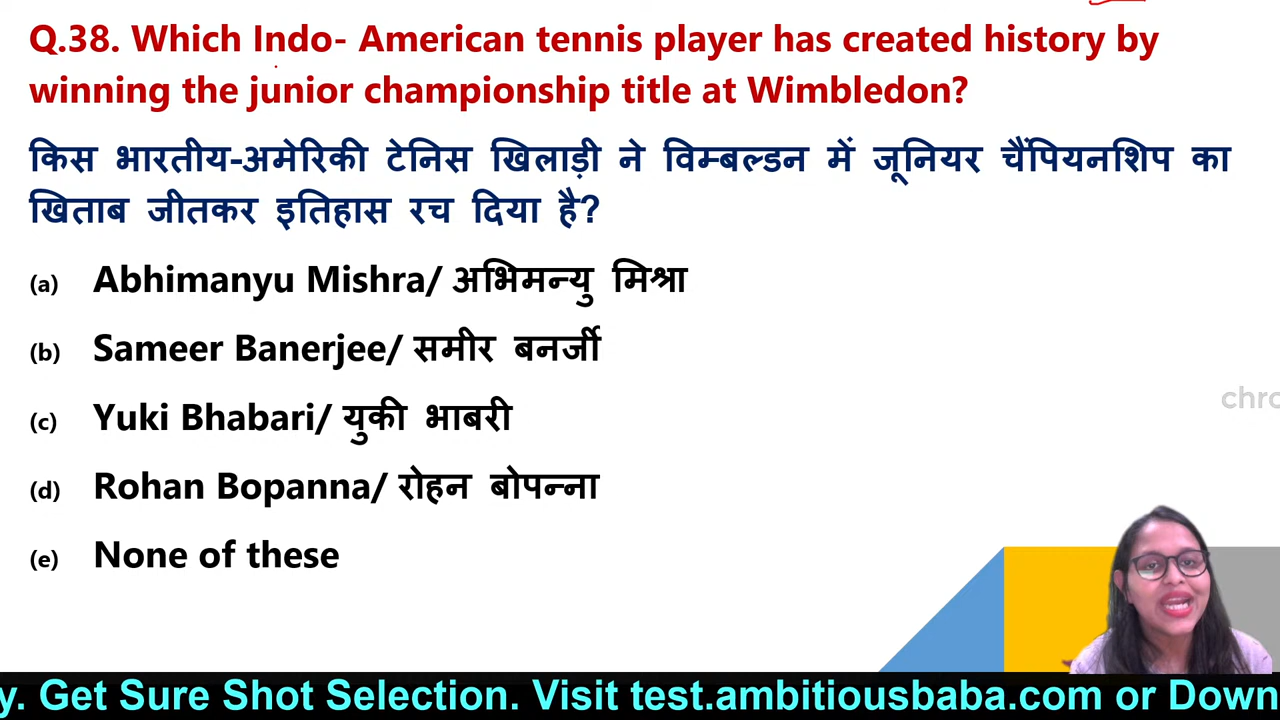 Q.38. Which Indo- American tennis player has created history by
winning the junior championship title at Wimbledon?
किस भारतीय-अमेरिकी टेनिस खिलाड़ी ने विम्बल्डन में जूनियर चैंपियनशिप का
खिताब जीतकर इतिहास रच दिया है?
(a) Abhimanyu Mishra/ अभिमन्यु मिश्रा
(b) Sameer Banerjee/ समीर बनर्जी
(c) Yuki Bhabari/ युकी भाबरी
(d) Rohan Bopanna/ रोहन बोपन्ना
(e) None of these
chro
y. Get Sure Shot Selection. Visit test.ambitiousbaba.com or Down